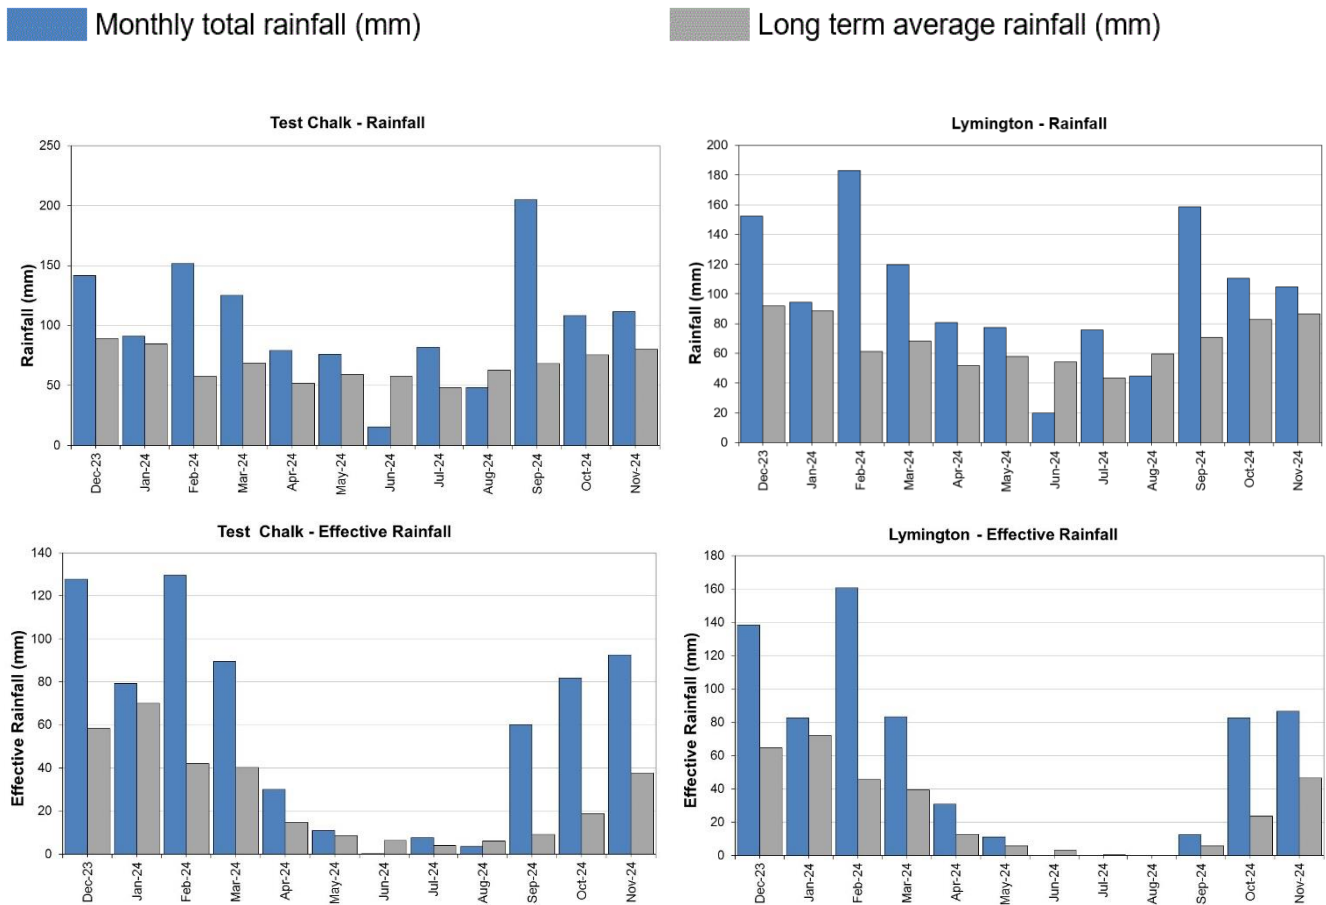 Monthly total rainfall (mm)
Long term average rainfall (mm)
Test Chalk - Rainfall
Rainfall (mm)
250
200
150
100
50
0
Dec-23
Jan-24
Feb-24
Mar-24
Apr-24
May-24
Jun-24
Jul-24
Aug-24
Sep-24
Oct-24
Nov-24
Lymington - Rainfall
Rainfall (mm)
200
180
160
140
120
100
80
60
40
20
0
Dec-23
Jan-24
Feb-24
Mar-24
Apr-24
May-24
Jun-24
Jul-24
Aug-24
Sep-24
Oct-24
Nov-24
Test Chalk - Effective Rainfall
Effective Rainfall (mm)
140
120
100
80
60
40
20
0
Dec-23
Jan-24
Feb-24
Mar-24
Apr-24
May-24
Jun-24
Jul-24
Aug-24
Sep-24
Oct-24
Nov-24
Lymington - Effective Rainfall
Effective Rainfall (mm)
180
160
140
120
100
80
60
40
20
0
Dec-23
Jan-24
Feb-24
Mar-24
Apr-24
May-24
Jun-24
Jul-24
Aug-24
Sep-24
Oct-24
Nov-24